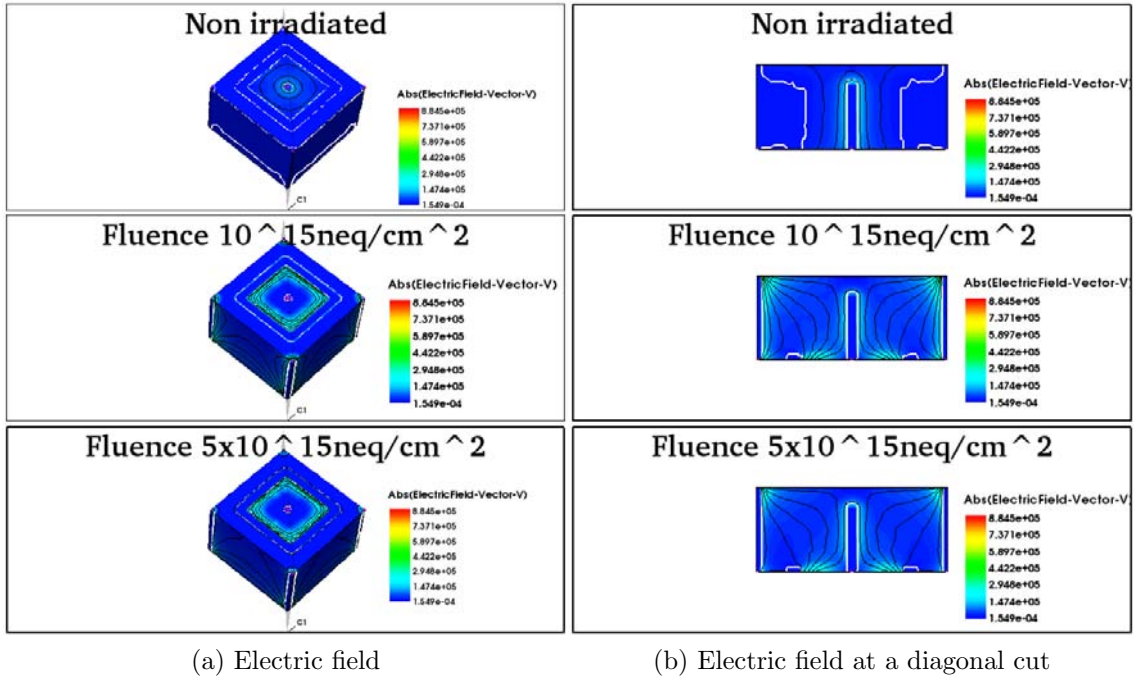 Non irradiated
Abs(ElectricField-Vector-V)
8.845e+05
7.371e+05
5.897e+05
4.422e+05
2.948e+05
1.474e+05
1.549e-04
C1
Non irradiated
Abs(ElectricField-Vector-V)
8.845e+05
7.371e+05
5.897e+05
4.422e+05
2.948e+05
1.474e+05
1.549e-04
Fluence 10^15neq/cm^2
Abs(ElectricField-Vector-V)
8.845e+05
7.371e+05
5.897e+05
4.422e+05
2.948e+05
1.474e+05
1.549e-04
C1
Fluence 10^15neq/cm^2
Abs(ElectricField-Vector-V)
8.845e+05
7.371e+05
5.897e+05
4.422e+05
2.948e+05
1.474e+05
1.549e-04
Fluence 5x10^15neq/cm^2
Abs(ElectricField-Vector-V)
8.845e+05
7.371e+05
5.897e+05
4.422e+05
2.948e+05
1.474e+05
1.549e-04
C1
Fluence 5x10^15neq/cm^2
Abs(ElectricField-Vector-V)
8.845e+05
7.371e+05
5.897e+05
4.422e+05
2.948e+05
1.474e+05
1.549e-04
(a) Electric field
(b) Electric field at a diagonal cut